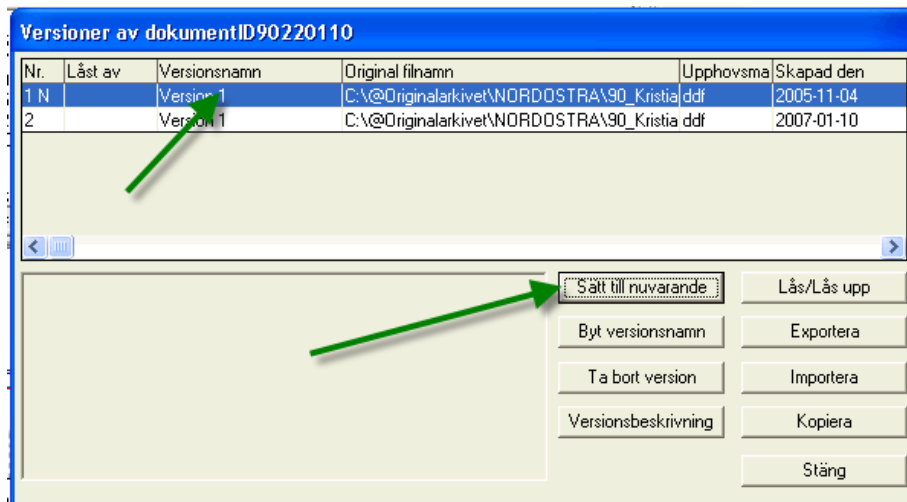 Versioner av dokumentID90220110
Nr. Låst av Versionsnamn Original filnamn Upphovsma Skapad den
1 N Version 1 C:\@Originalarkivet\NORDOSTRA\90_Kristia ddf 2005-11-04
2 Version 1 C:\@Originalarkivet\NORDOSTRA\90_Kristia ddf 2007-01-10
Sätt till nuvarande Lås/Lås upp
Byt versionsnamn Exportera
Ta bort version Importera
Versionsbeskrivning Kopiera
Stäng